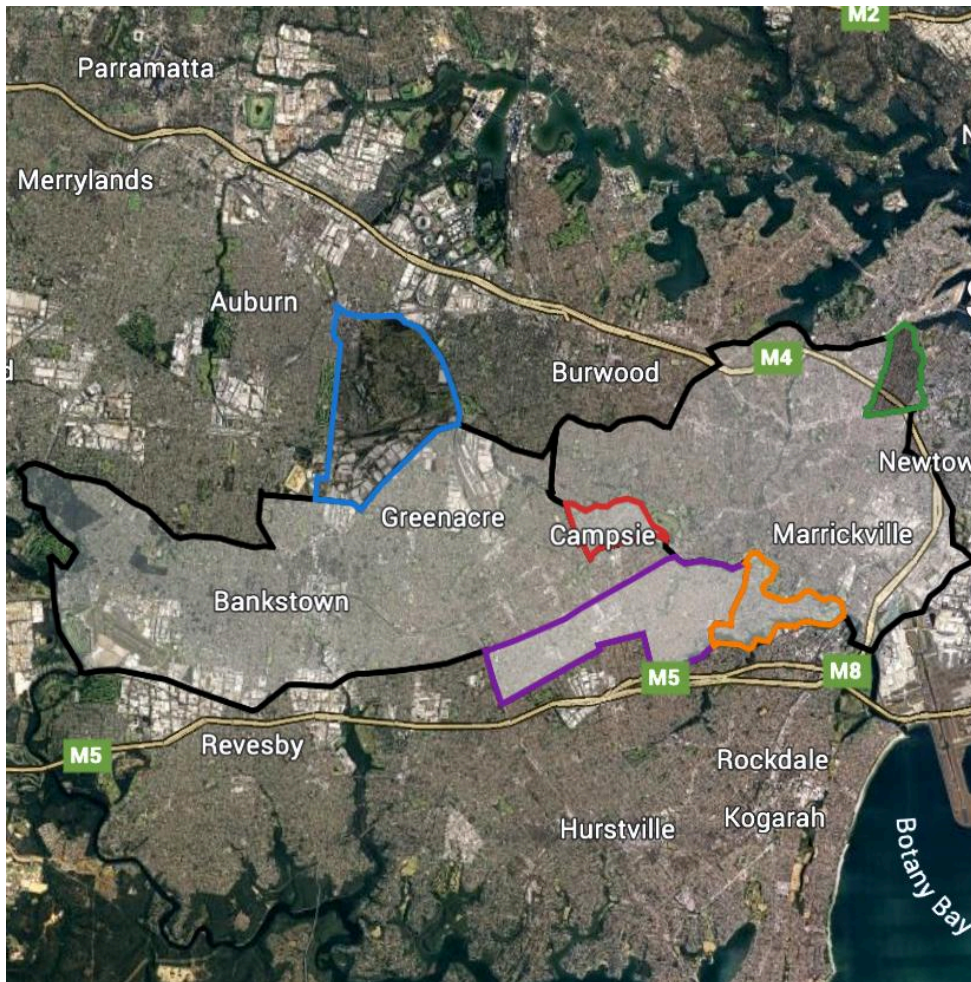 M2
Parramatta
Merrylands
Auburn
d
Burwood
M4
N
Newtow
Greenacre
Campsie
Marrickville
Bankstown
M5
M8
M5
Revesby
Rockdale
Kogarah
Hurstville
Botany Bay